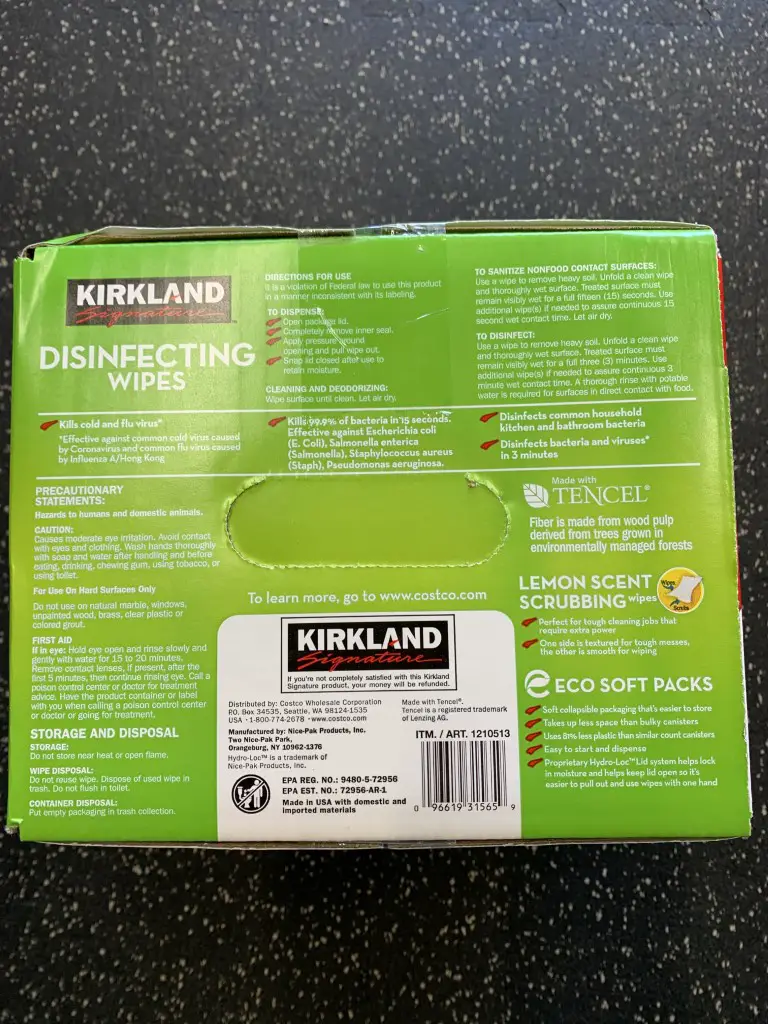 KIRKLAND
Signature™
DISINFECTING
WIPES
DIRECTIONS FOR USE
It is a violation of Federal law to use this product
in a manner inconsistent with its labeling.
TO DISPENSE:
Open package lid.
Completely remove inner seal.
Apply pressure around
opening and pull wipe out.
Snap lid closed after use to
retain moisture.
CLEANING AND DEODORIZING:
Wipe surface until clean. Let air dry.
TO SANITIZE NONFOOD CONTACT SURFACES:
Use a wipe to remove heavy soil. Unfold a clean wipe
and thoroughly wet surface. Treated surface must
remain visibly wet for a full fifteen (15) seconds. Use
additional wipe(s) if needed to assure continuous 15
second wet contact time. Let air dry.
TO DISINFECT:
Use a wipe to remove heavy soil. Unfold a clean wipe
and thoroughly wet surface. Treated surface must
remain visibly wet for a full three (3) minutes. Use
additional wipe(s) if needed to assure continuous 3
minute wet contact time. A thorough rinse with potable
water is required for surfaces in direct contact with food.
Kills cold and flu virus*
*Effective against common cold virus caused
by Coronavirus and common flu virus caused
by Influenza A/Hong Kong
Kills 99.9% of bacteria in 15 seconds.
Effective against Escherichia coli
(E. Coli), Salmonella enterica
(Salmonella), Staphylococcus aureus
(Staph), Pseudomonas aeruginosa.
Disinfects common household
kitchen and bathroom bacteria
Disinfects bacteria and viruses*
in 3 minutes
PRECAUTIONARY
STATEMENTS:
Hazards to humans and domestic animals.
CAUTION:
Causes moderate eye irritation. Avoid contact
with eyes and clothing. Wash hands thoroughly
with soap and water after handling and before
eating, drinking, chewing gum, using tobacco, or
using toilet.
For Use On Hard Surfaces Only
Do not use on natural marble, windows,
unpainted wood, brass, clear plastic or
colored grout.
FIRST AID
If in eye: Hold eye open and rinse slowly and
gently with water for 15 to 20 minutes.
Remove contact lenses, if present, after the
first 5 minutes, then continue rinsing eye. Call a
poison control center or doctor for treatment
advice. Have the product container or label
with you when calling a poison control center
or doctor or going for treatment.
STORAGE AND DISPOSAL
STORAGE:
Do not store near heat or open flame.
WIPE DISPOSAL:
Do not reuse wipe. Dispose of used wipe in
trash. Do not flush in toilet.
CONTAINER DISPOSAL:
Put empty packaging in trash collection.
To learn more, go to www.costco.com
KIRKLAND
Signature™
If you're not completely satisfied with this Kirkland
Signature product, your money will be refunded.
Distributed by: Costco Wholesale Corporation
P.O. Box 34535, Seattle, WA 98124-1535
USA • 1-800-774-2678 • www.costco.com
Manufactured by: Nice-Pak Products, Inc.
Two Nice-Pak Park,
Orangeburg, NY 10962-1376
Hydro-Loc™ is a trademark of
Nice-Pak Products, Inc.
EPA REG. NO.: 9480-5-72956
EPA EST. NO.: 72956-AR-1
Made in USA with domestic and
imported materials
Made with Tencel®.
Tencel is a registered trademark
of Lenzing AG.
ITM. / ART. 1210513
0 96619 31565 9
Made with
TENCEL®
Fiber is made from wood pulp
derived from trees grown in
environmentally managed forests
LEMON SCENT
SCRUBBING wipes
Wipes
Scrubs
Perfect for tough cleaning jobs that
require extra power
One side is textured for tough messes,
the other is smooth for wiping
ECO SOFT PACKS
Soft collapsible packaging that's easier to store
Takes up less space than bulky canisters
Uses 81% less plastic than similar count canisters
Easy to start and dispense
Proprietary Hydro-Loc™ Lid system helps lock
in moisture and helps keep lid open so it's
easier to pull out and use wipes with one hand